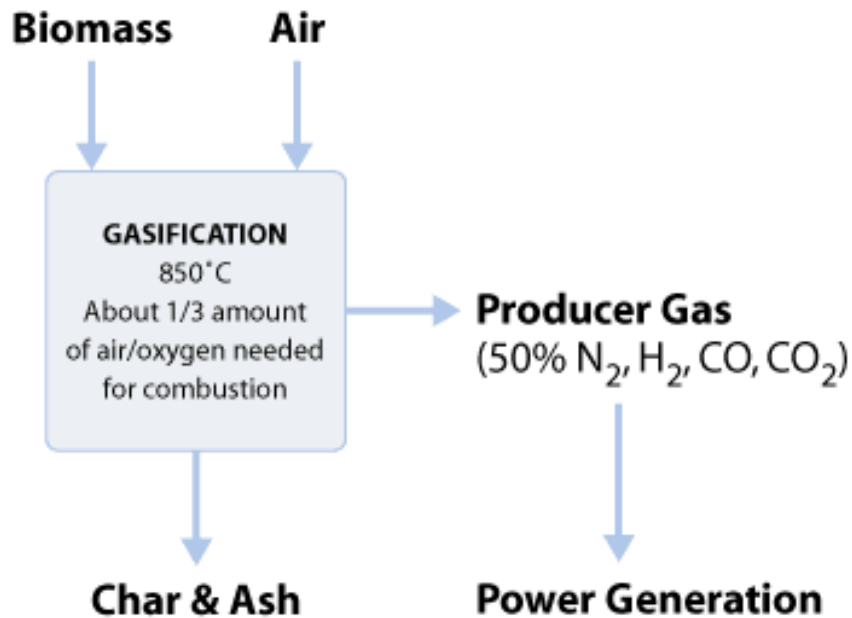 Biomass
Air
GASIFICATION
850˚C
About 1/3 amount
of air/oxygen needed
for combustion
Producer Gas
(50% N₂, H₂, CO, CO₂)
Char & Ash
Power Generation